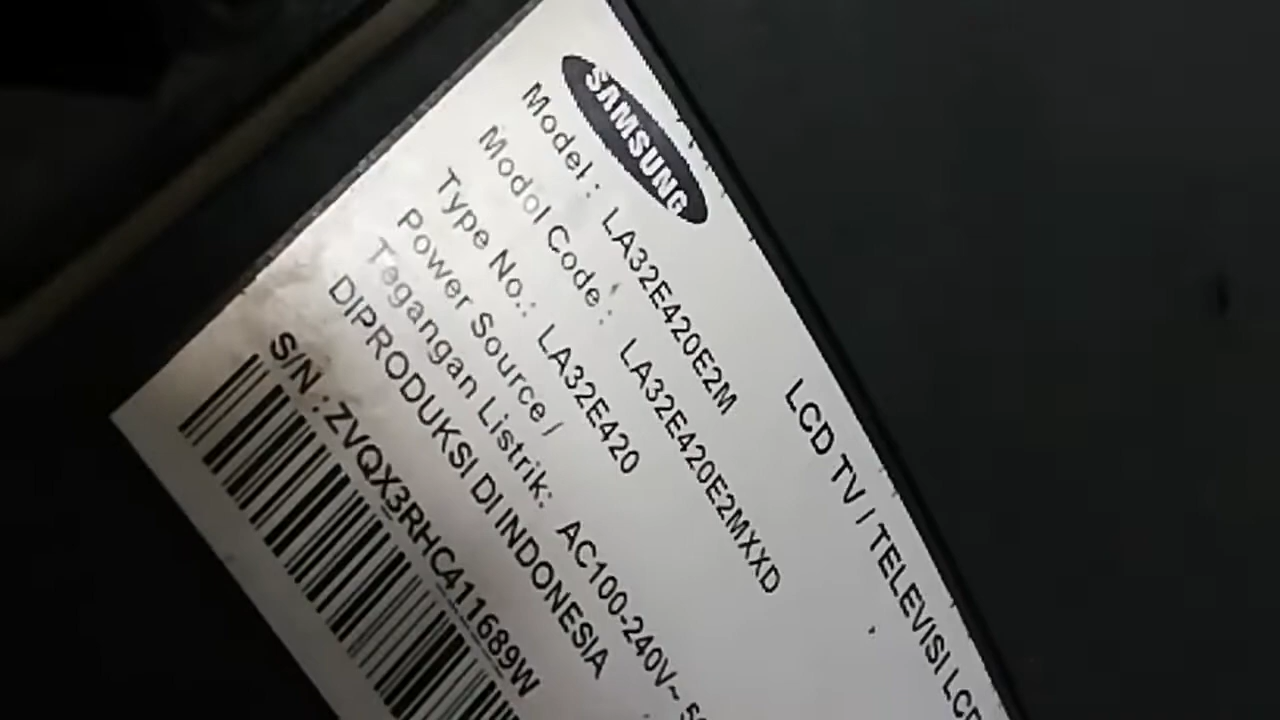 SAMSUNG
LCD TV / TELEVISI LCD
Model : LA32E420E2M
Model Code : LA32E420E2MXXD
Type No.: LA32E420
Power Source /
Tegangan Listrik: AC100-240V~
DIPRODUKSI DI INDONESIA
S/N : ZVQX3RHC411689W